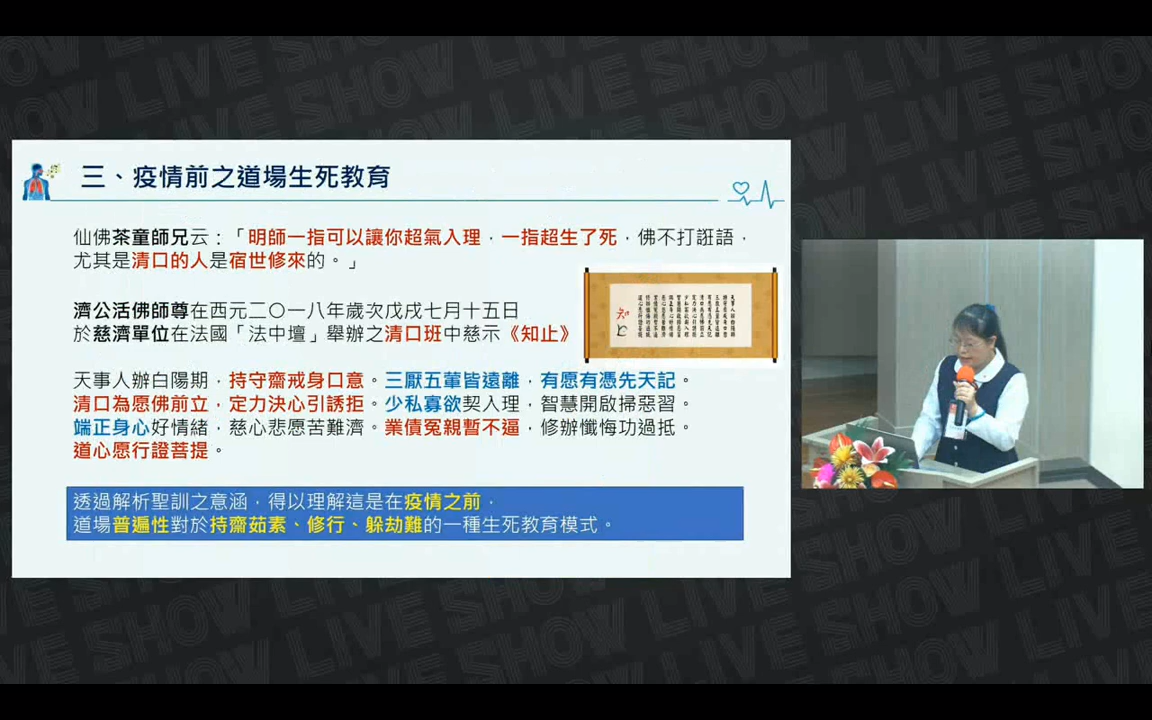 三、疫情前之道場生死教育
仙佛茶童師兄云：「明師一指可以讓你超氣入理，一指超生了死，佛不打誑語，
尤其是清口的人是宿世修來的。」
濟公活佛師尊在西元二〇一八年歲次戊戌七月十五日
於慈濟單位在法國「法中壇」舉辦之清口班中慈示《知止》
知止
天事人辦白陽期，持守齋戒身口意。三厭五葷皆遠離，有愿有憑先天記。
清口為愿佛前立，定力決心引誘拒。少私寡欲契入理，智慧開啟掃惡習。
端正身心好情緒，慈心悲愿苦難濟。業債冤親暫不逼，修辦懺悔功過抵。
道心愿行證菩提。
透過解析聖訓之意涵，得以理解這是在疫情之前，
道場普遍性對於持齋茹素、修行、躲劫難的一種生死教育模式。
LIVE SHOW